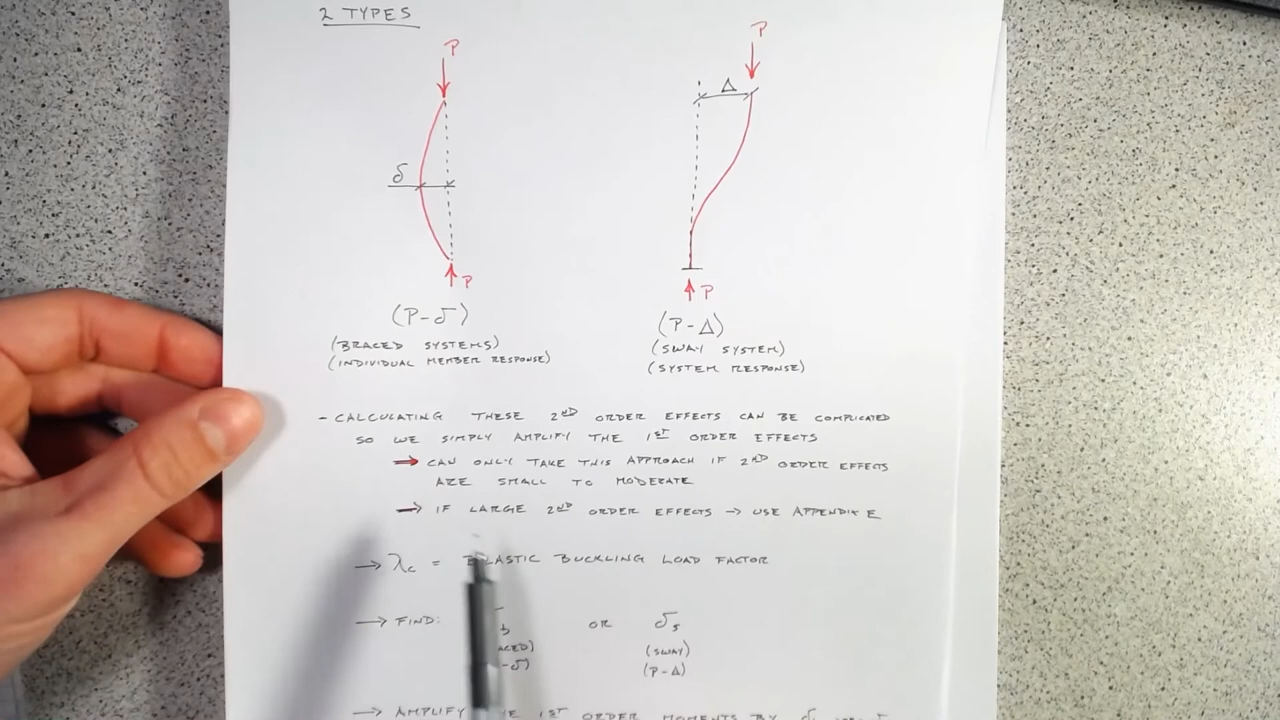 2 TYPES
P
P
Δ
δ
P
P
(P-δ)
(P-Δ)
(BRACED SYSTEMS)
(SWAY SYSTEM)
(INDIVIDUAL MEMBER RESPONSE)
(SYSTEM RESPONSE)
- CALCULATING THESE 2ND ORDER EFFECTS CAN BE COMPLICATED
SO WE SIMPLY AMPLIFY THE 1ST ORDER EFFECTS
→ CAN ONLY TAKE THIS APPROACH IF 2ND ORDER EFFECTS
ARE SMALL TO MODERATE
→ IF LARGE 2ND ORDER EFFECTS → USE APPENDIX E
→ λc = ELASTIC BUCKLING LOAD FACTOR
→ FIND: b OR δs
(SWAY)
-δ) (P-Δ)
→ AMPLIFY 1ST ORDER MOMENTS BY